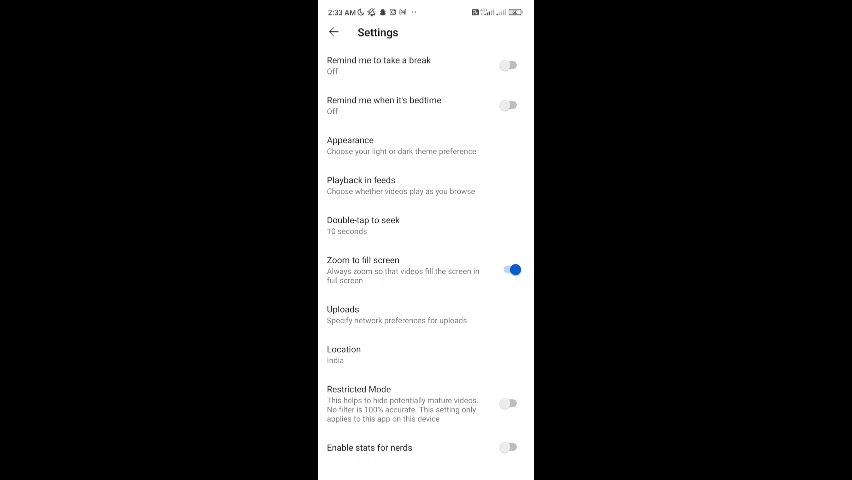 2:33 AM
Settings
Remind me to take a break
Off
Remind me when it's bedtime
Off
Appearance
Choose your light or dark theme preference
Playback in feeds
Choose whether videos play as you browse
Double-tap to seek
10 seconds
Zoom to fill screen
Always zoom so that videos fill the screen in
full screen
Uploads
Specify network preferences for uploads
Location
India
Restricted Mode
This helps to hide potentially mature videos.
No filter is 100% accurate. This setting only
applies to this app on this device
Enable stats for nerds